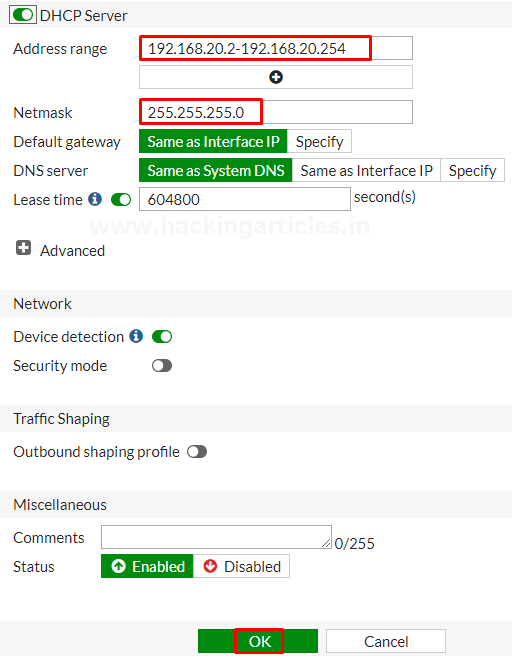 DHCP Server
Address range 192.168.20.2-192.168.20.254
Netmask 255.255.255.0
Default gateway Same as Interface IP Specify
DNS server Same as System DNS Same as Interface IP Specify
Lease time 604800 second(s)
www.hackingarticles.in
Advanced
Network
Device detection
Security mode
Traffic Shaping
Outbound shaping profile
Miscellaneous
Comments 0/255
Status Enabled Disabled
OK Cancel